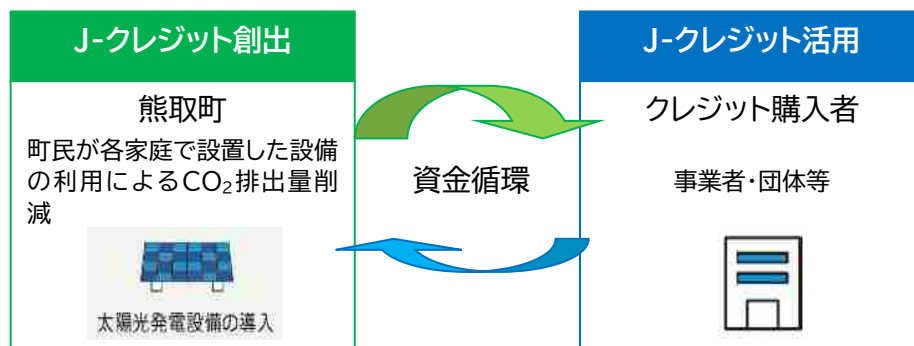 J-クレジット創出
熊取町
町民が各家庭で設置した設備
の利用によるCO₂排出量削
減
太陽光発電設備の導入
資金循環
J-クレジット活用
クレジット購入者
事業者・団体等